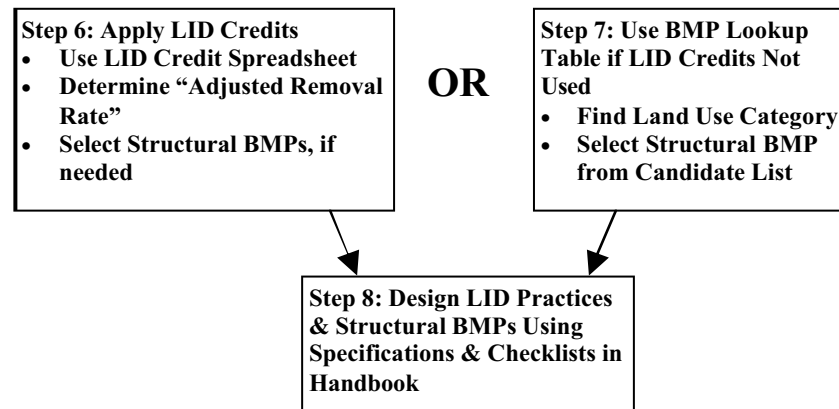 Step 6: Apply LID Credits
• Use LID Credit Spreadsheet
• Determine “Adjusted Removal
Rate”
• Select Structural BMPs, if
needed
OR
Step 7: Use BMP Lookup
Table if LID Credits Not
Used
• Find Land Use Category
• Select Structural BMP
from Candidate List
Step 8: Design LID Practices
& Structural BMPs Using
Specifications & Checklists in
Handbook